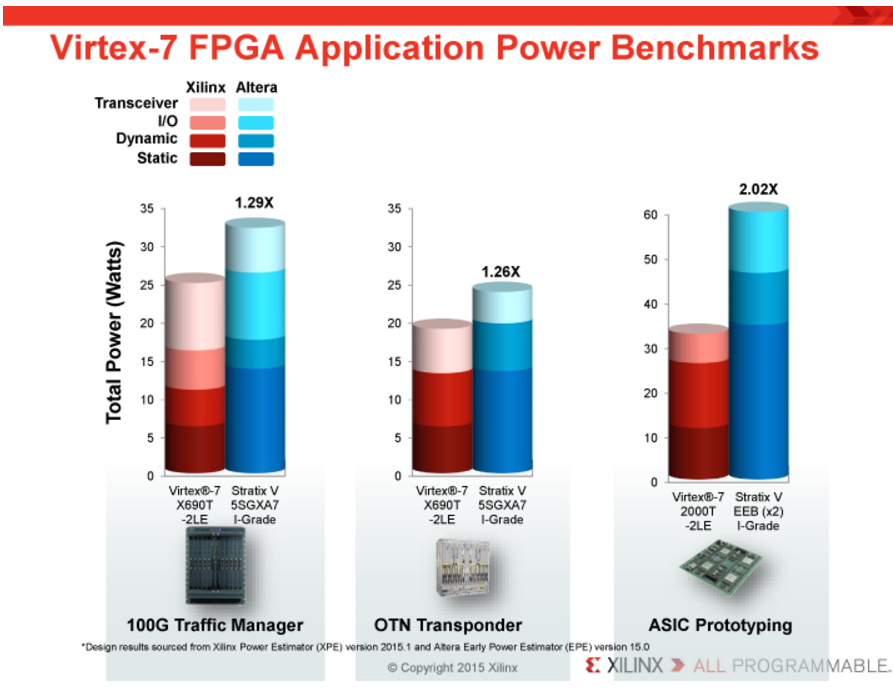 Virtex-7 FPGA Application Power Benchmarks
Xilinx Altera
Transceiver
I/O
Dynamic
Static
Total Power (Watts)
35
30
25
20
15
10
5
0
1.29X
Virtex®-7
X690T
-2LE
Stratix V
5SGXA7
I-Grade
100G Traffic Manager
35
30
25
20
15
10
5
0
1.26X
Virtex®-7
X690T
-2LE
Stratix V
5SGXA7
I-Grade
OTN Transponder
60
50
40
30
20
10
0
2.02X
Virtex®-7
2000T
-2LE
Stratix V
EEB (x2)
I-Grade
ASIC Prototyping
*Design results sourced from Xilinx Power Estimator (XPE) version 2015.1 and Altera Early Power Estimator (EPE) version 15.0
© Copyright 2015 Xilinx
XILINX ALL PROGRAMMABLE.